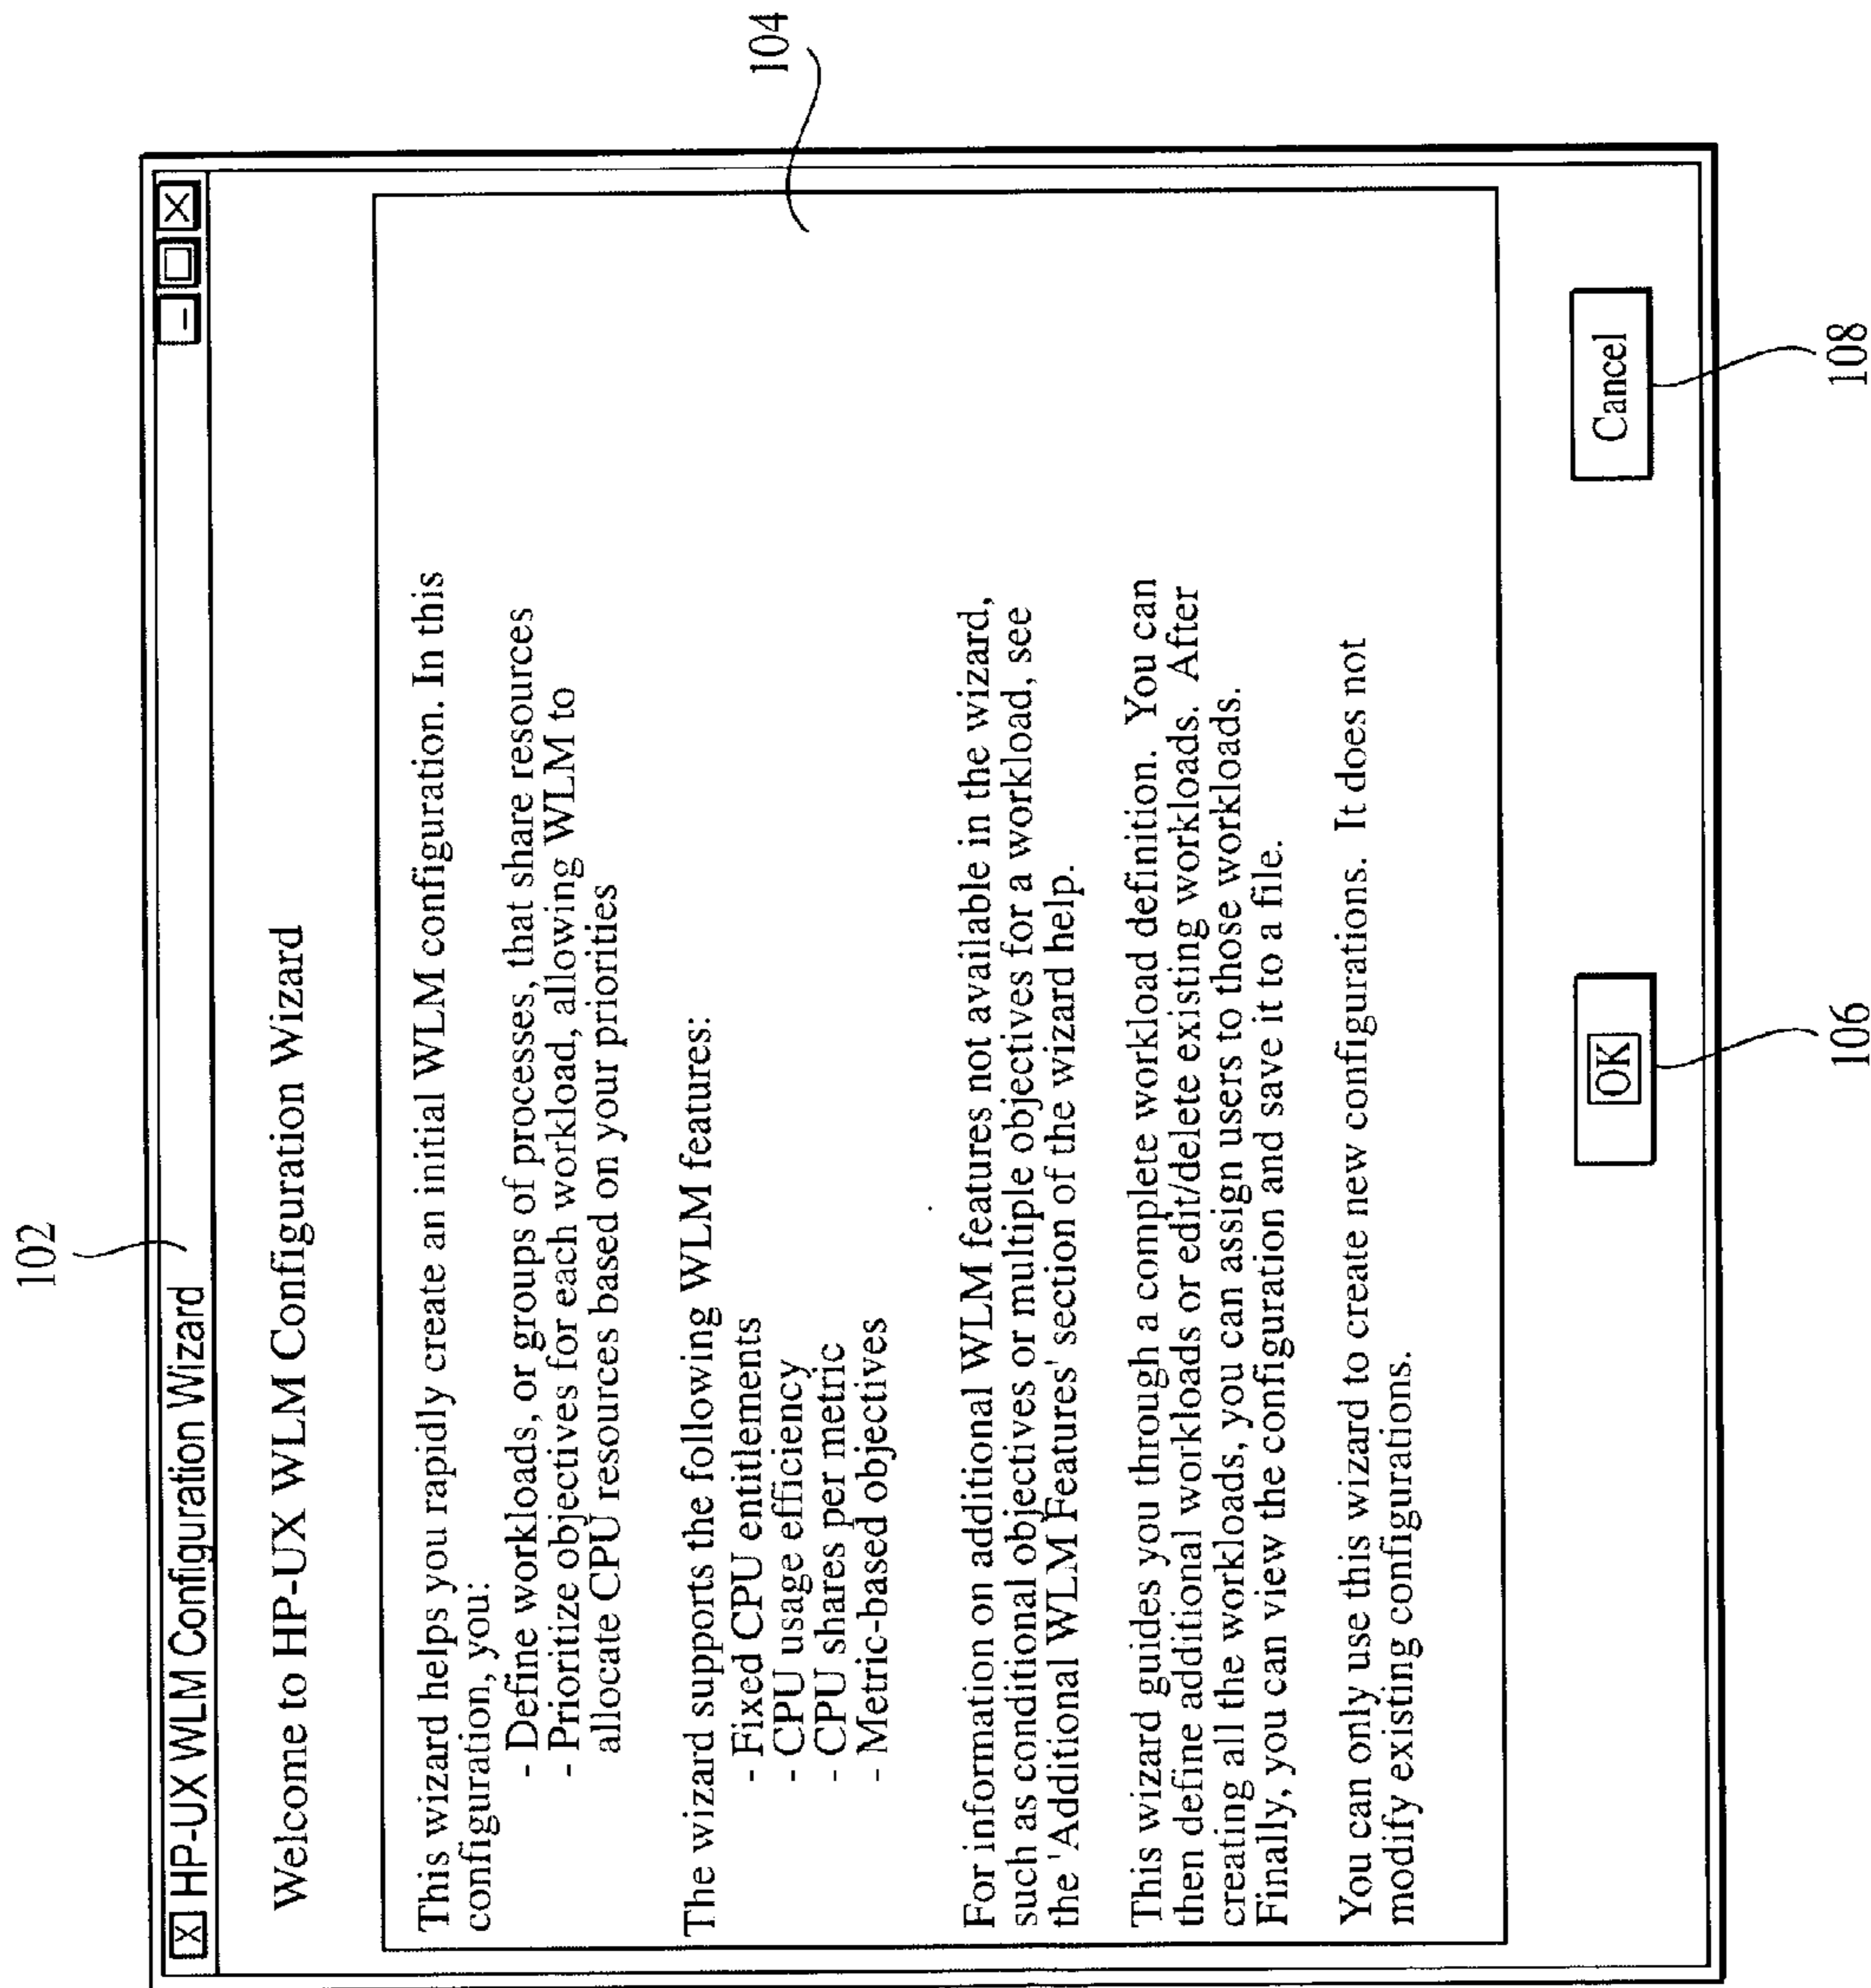 102
X HP-UX WLM Configuration Wizard
Welcome to HP-UX WLM Configuration Wizard
104
This wizard helps you rapidly create an initial WLM configuration. In this
configuration, you:
- Define workloads, or groups of processes, that share resources
- Prioritize objectives for each workload, allowing WLM to
allocate CPU resources based on your priorities
The wizard supports the following WLM features:
- Fixed CPU entitlements
- CPU usage efficiency
- CPU shares per metric
- Metric-based objectives
For information on additional WLM features not available in the wizard,
such as conditional objectives or multiple objectives for a workload, see
the 'Additional WLM Features' section of the wizard help.
This wizard guides you through a complete workload definition. You can
then define additional workloads or edit/delete existing workloads. After
creating all the workloads, you can assign users to those workloads.
Finally, you can view the configuration and save it to a file.
You can only use this wizard to create new configurations. It does not
modify existing configurations.
OK
Cancel
106
108